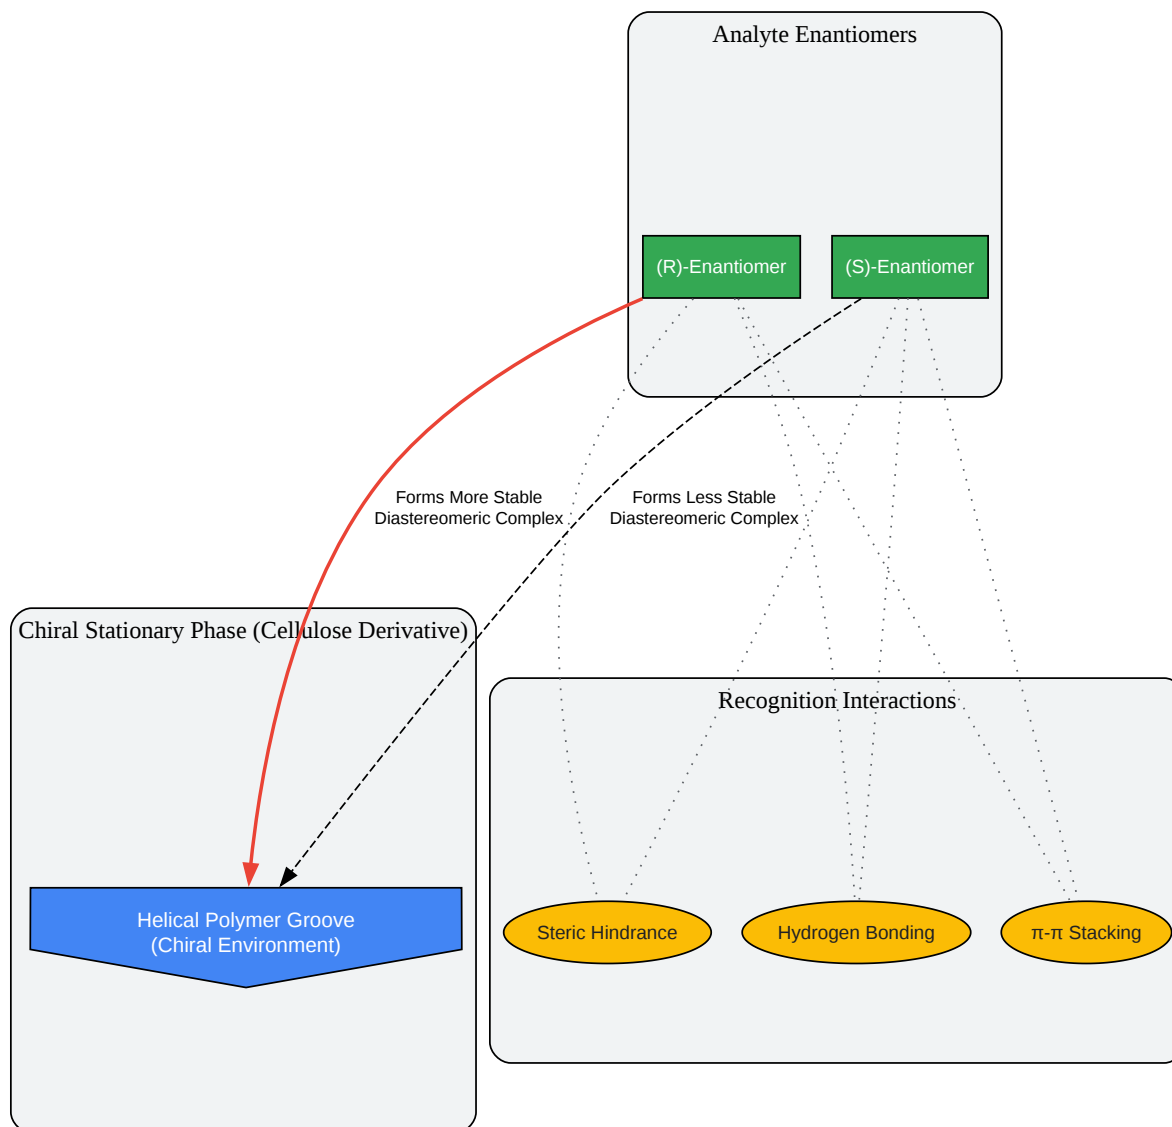 Analyte Enantiomers
(R)-Enantiomer
(S)-Enantiomer
Forms More Stable
Diastereomeric Complex
Forms Less Stable
Diastereomeric Complex
Chiral Stationary Phase (Cellulose Derivative)
Helical Polymer Groove
(Chiral Environment)
Recognition Interactions
Steric Hindrance
Hydrogen Bonding
π-π Stacking